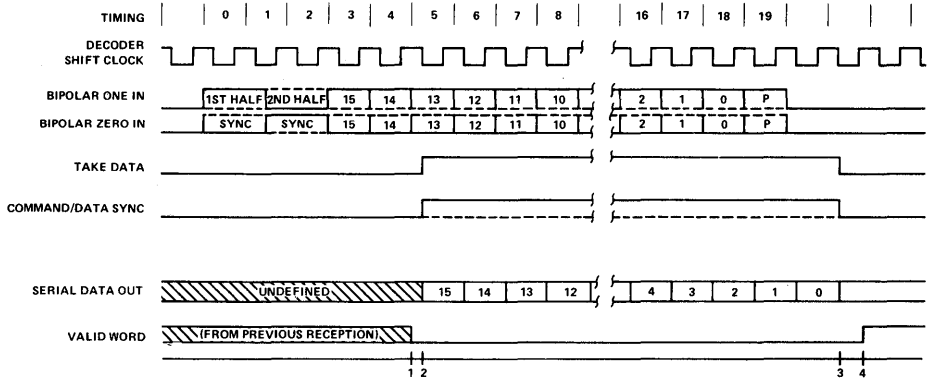 TIMING 0 1 2 3 4 5 6 7 8 16 17 18 19
DECODER
SHIFT CLOCK
BIPOLAR ONE IN 1ST HALF 2ND HALF 15 14 13 12 11 10 2 1 0 P
BIPOLAR ZERO IN SYNC SYNC 15 14 13 12 11 10 2 1 0 P
TAKE DATA
COMMAND/DATA SYNC
SERIAL DATA OUT UNDEFINED 15 14 13 12 4 3 2 1 0
VALID WORD (FROM PREVIOUS RECEPTION)
1 2 3 4